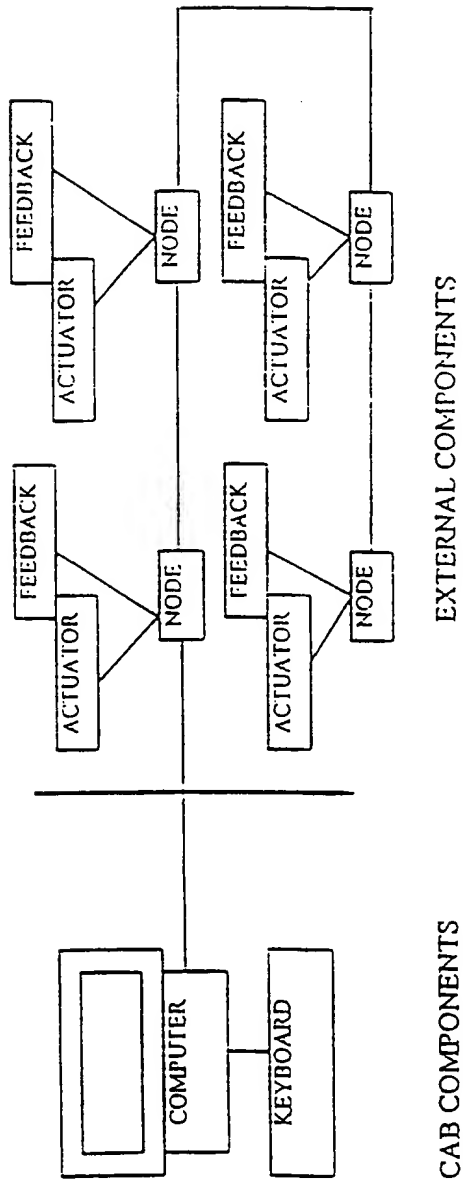 FEEDBACK
FEEDBACK
ACTUATOR
ACTUATOR
NODE
NODE
COMPUTER
FEEDBACK
FEEDBACK
ACTUATOR
ACTUATOR
KEYBOARD
NODE
NODE
CAB COMPONENTS
EXTERNAL COMPONENTS